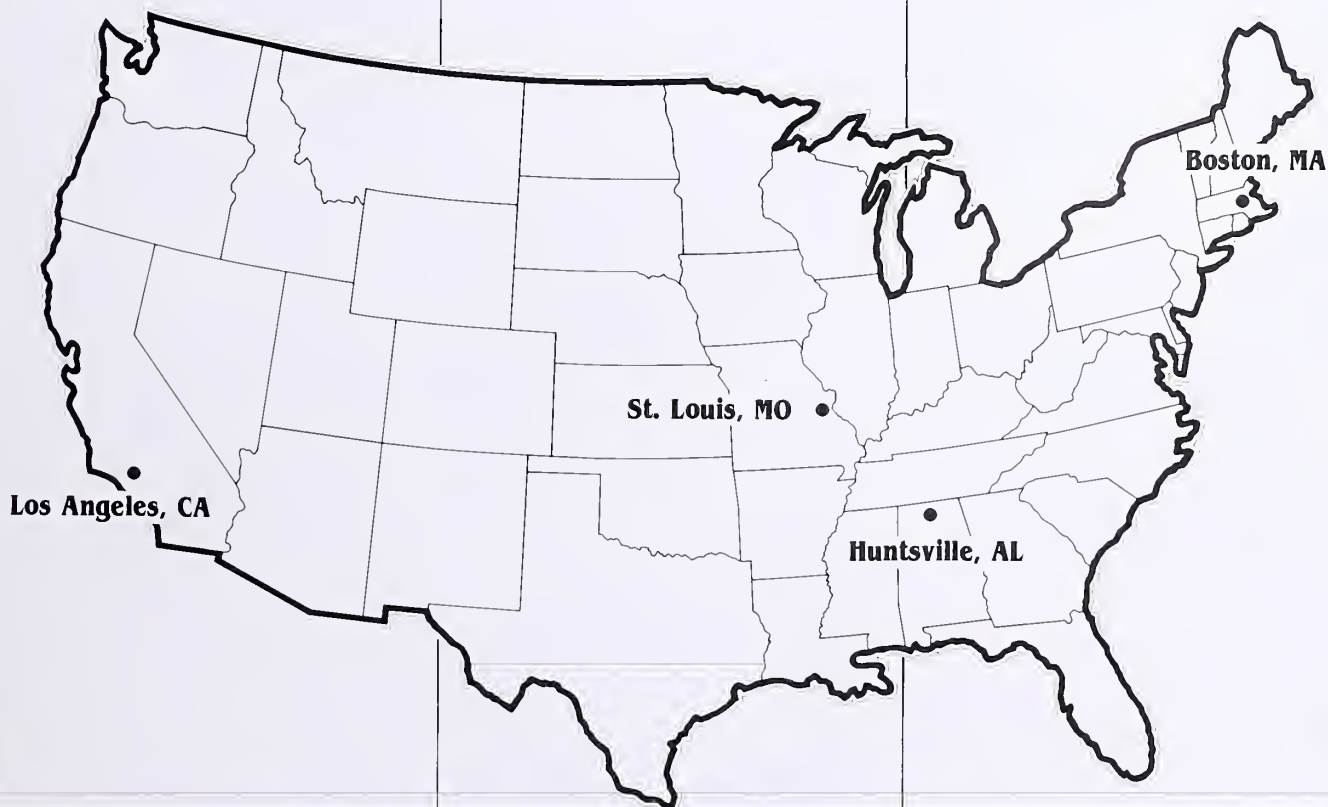 Boston, MA
St. Louis, MO
Los Angeles, CA
Huntsville, AL